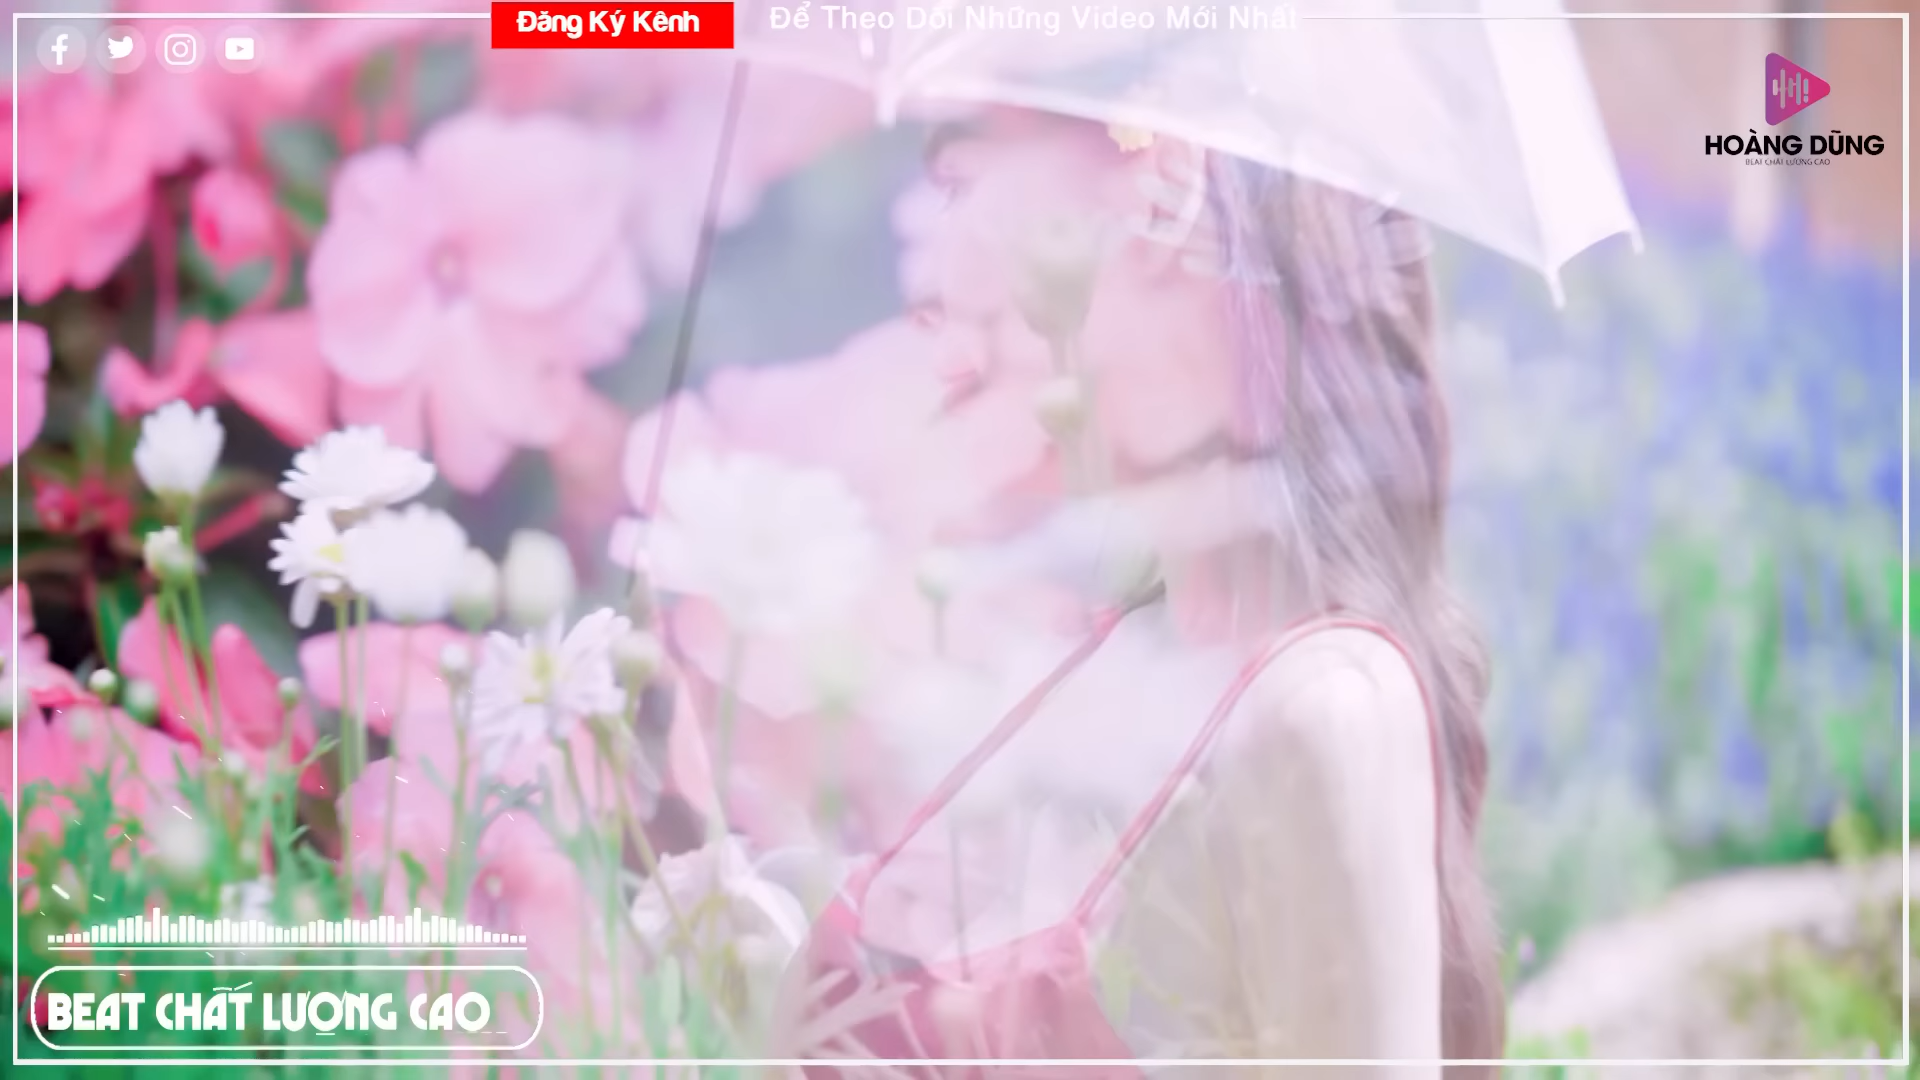 Đăng Ký Kênh
Để Theo Dõi Những Video Mới Nhất
HOÀNG DŨNG
BEAT CHẤT LƯỢNG CAO
BEAT CHẤT LƯỢNG CAO